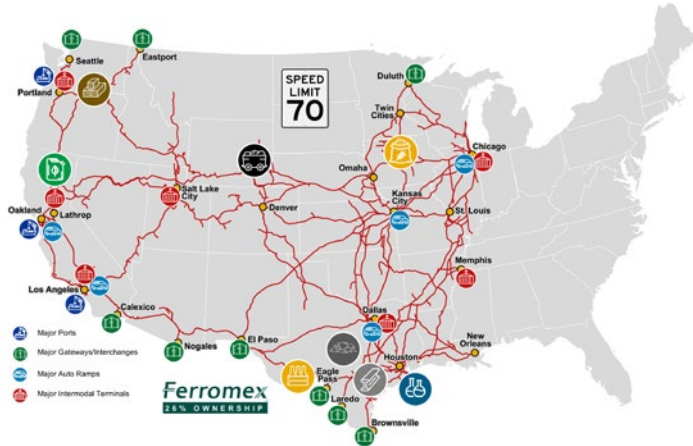 Seattle
Eastport
Portland
SPEED
LIMIT
70
Duluth
Twin
Cities
Chicago
Omaha
Salt Lake
City
Kansas
City
Oakland
Lathrop
Denver
St. Louis
Memphis
Los Angeles
Calexico
Dallas
New
Orleans
Nogales
El Paso
Houston
Eagle
Pass
Laredo
Brownsville
Major Ports
Major Gateways/Interchanges
Major Auto Ramps
Major Intermodal Terminals
Ferromex
26% OWNERSHIP